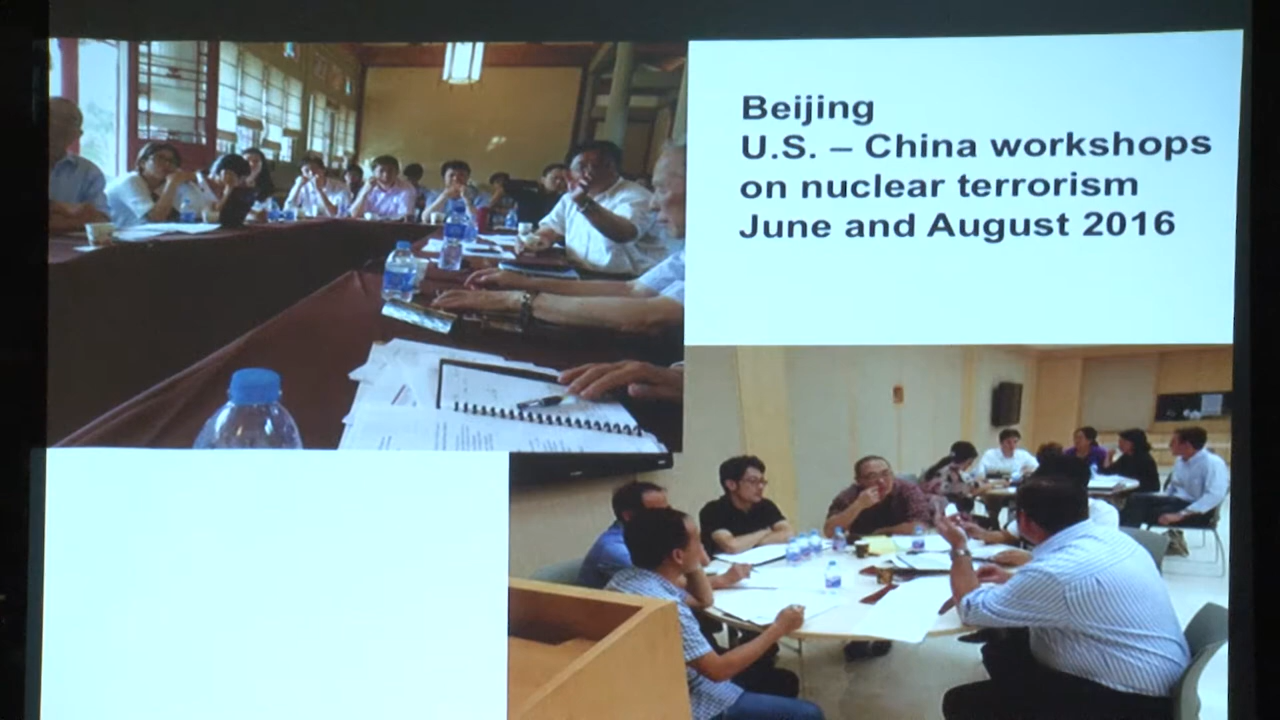 Beijing
U.S. – China workshops
on nuclear terrorism
June and August 2016